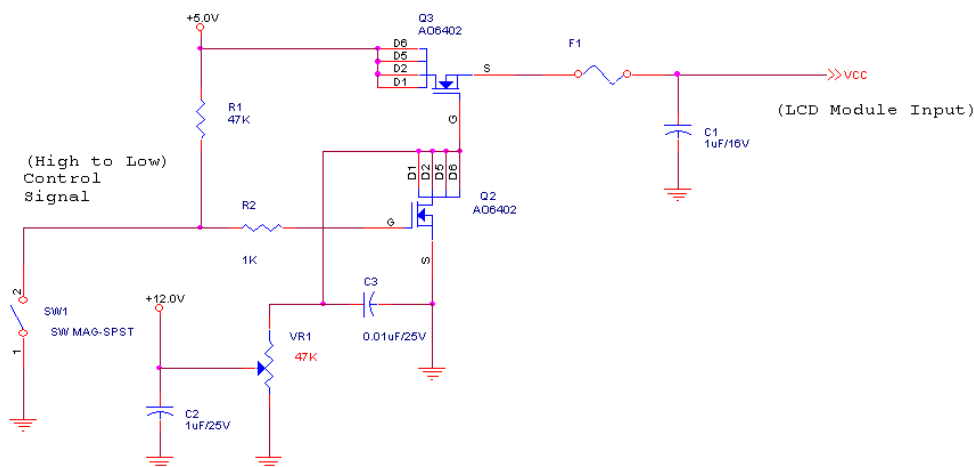 Q3
AO6402
+5.0V
D6
D5
D2
D1
S
G
F1
VCC
(LCD Module Input)
R1
47K
C1
1uF/16V
(High to Low)
Control
Signal
D1
D2
D5
D6
Q2
AO6402
R2
1K
G
S
2
SW1
SW MAG-SPST
1
+12.0V
C3
0.01uF/25V
VR1
47K
C2
1uF/25V